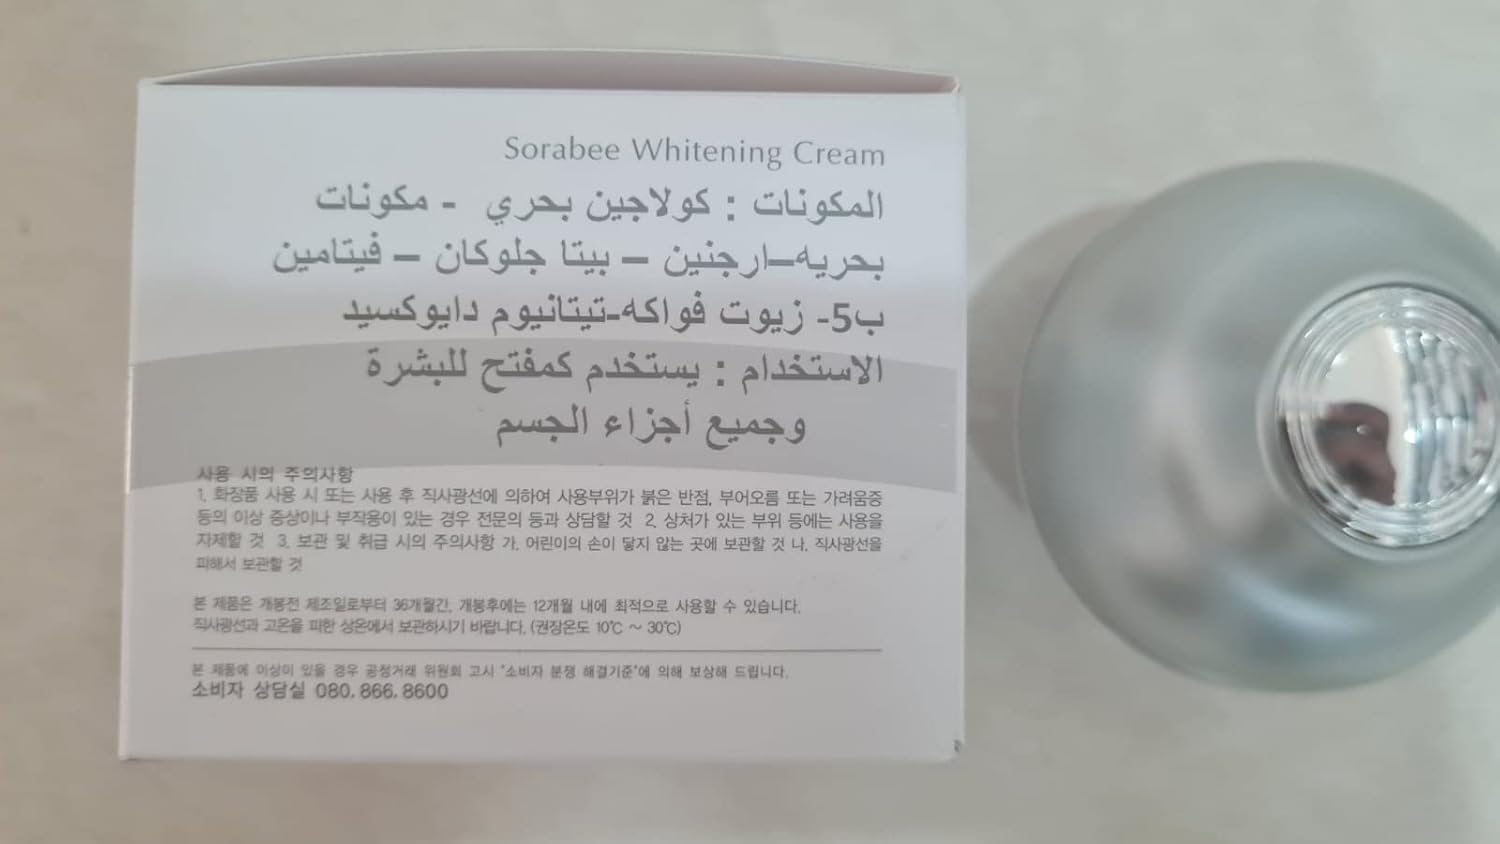 Sorabee Whitening Cream
المكونات : كولاجين بحري - مكونات
بحريه–ارجنين – بيتا جلوكان – فيتامين
ب5- زيوت فواكه-تيتانيوم دايوكسيد
الاستخدام : يستخدم كمفتح للبشرة
وجميع أجزاء الجسم
사용 시의 주의사항
1. 화장품 사용 시 또는 사용 후 직사광선에 의하여 사용부위가 붉은 반점, 부어오름 또는 가려움증
등의 이상 증상이나 부작용이 있는 경우 전문의 등과 상담할 것 2. 상처가 있는 부위 등에는 사용을
자제할 것 3. 보관 및 취급 시의 주의사항 가. 어린이의 손이 닿지 않는 곳에 보관할 것 나. 직사광선을
피해서 보관할 것
본 제품은 개봉전 제조일로부터 36개월간, 개봉후에는 12개월 내에 최적으로 사용할 수 있습니다.
직사광선과 고온을 피한 상온에서 보관하시기 바랍니다. (권장온도 10℃ ~ 30℃)
본 제품에 이상이 있을 경우 공정거래 위원회 고시 "소비자 분쟁 해결기준"에 의해 보상해 드립니다.
소비자 상담실 080. 866. 8600